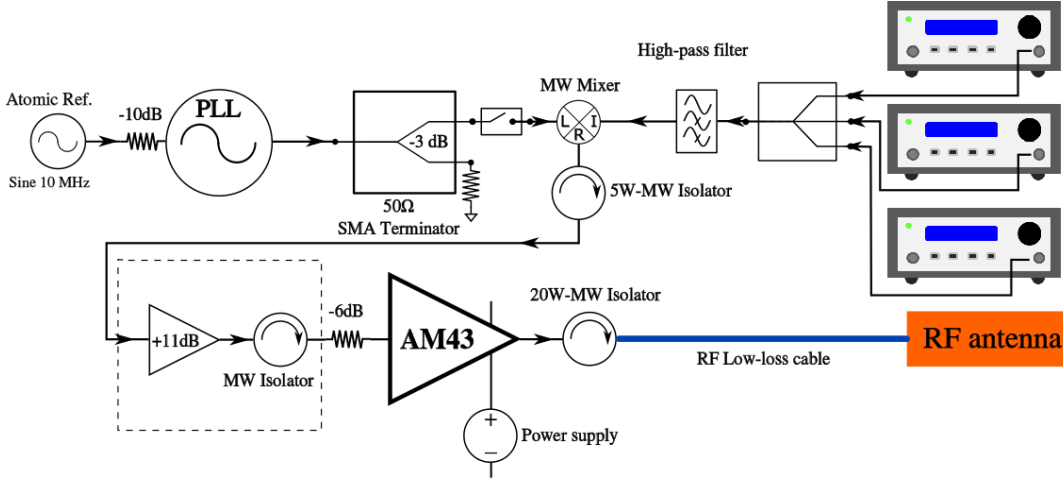 High-pass filter
MW Mixer
Atomic Ref.
-10dB
PLL
Sine 10 MHz
-3 dB
L
I
R
50Ω
SMA Terminator
5W-MW Isolator
+11dB
MW Isolator
-6dB
AM43
20W-MW Isolator
RF Low-loss cable
RF antenna
+
Power supply
−